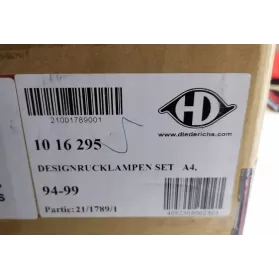 21001789001
HD
www.diederichs.com
10 16 295
DESIGNRUCKLAMPEN SET A4,
94-99
Partie:21/1789/1